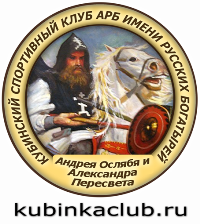 КУБИНСКИЙ СПОРТИВНЫЙ КЛУБ АРБ ИМЕНИ РУССКИХ БОГАТЫРЕЙ
Андрея Ослябя и
Александра
Пересвета
kubinkaclub.ru